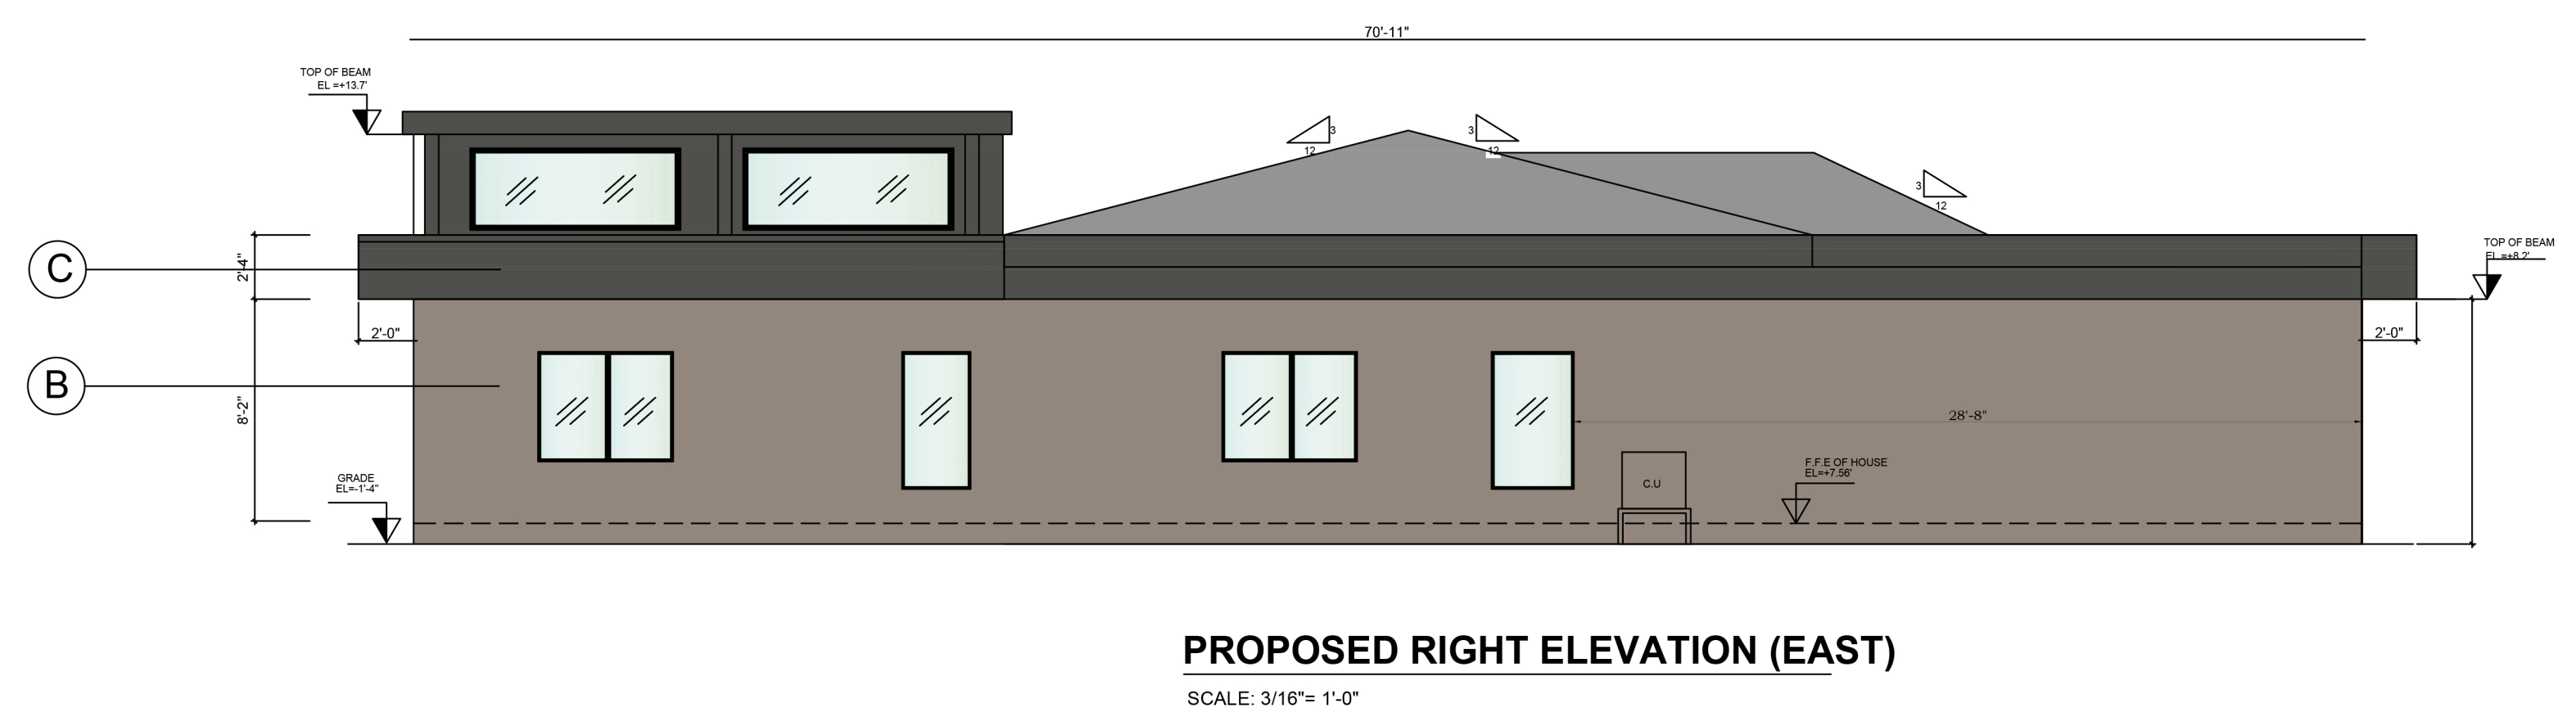 70'-11"
TOP OF BEAM
EL =+13.7'
3
12
3
12
3
12
C
2'-4"
TOP OF BEAM
EL =+8.2'
2'-0"
2'-0"
B
8'-2"
28'-8"
GRADE
EL=-1'-4"
F.F.E OF HOUSE
EL=+7.56'
C.U
PROPOSED RIGHT ELEVATION (EAST)
SCALE: 3/16"= 1'-0"